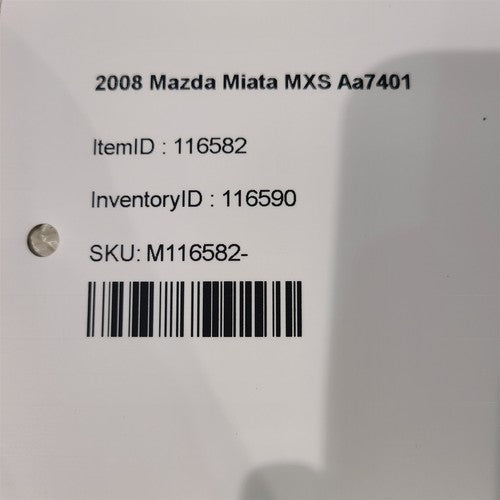 2008 Mazda Miata MXS Aa7401
ItemID : 116582
InventoryID : 116590
SKU: M116582-